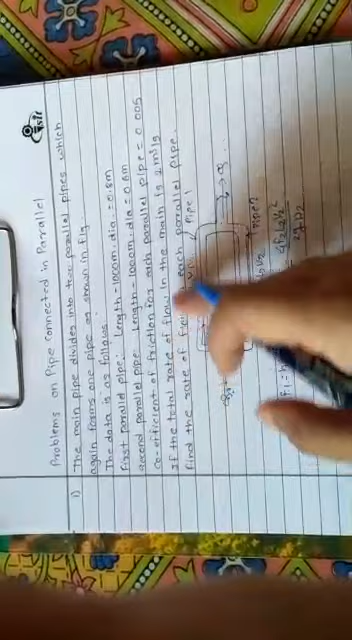 Problems on Pipe connected in Parallel
1) The main pipe divides into two parallel pipes which
again forms one pipe as shown in fig.
The data is as follows
First parallel pipe: Length = 1000m, dia = 0.8m
second parallel pipe Length = 1000m dia = 0.6m
co-efficient of friction for each parallel pipe = 0.005
If the total rate of flow in the main is 2 m³/s
find the rate of each parallel pipe.
Pipe 1
Pipe 2